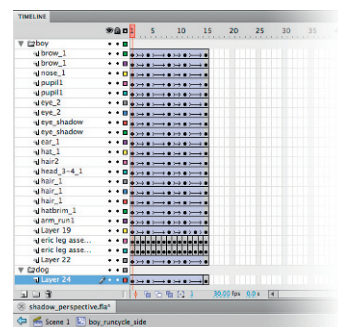 TIMELINE
1 5 10 15 20 25 30 35
boy
brow_1
brow_1
nose_1
pupil1
pupil1
eye_2
eye_2
eye_shadow
eye_shadow
ear_1
hat_1
hair2
head_3-4_1
hair_1
hair_1
hair_1
hatbrim_1
arm_run1
Layer 19
eric leg asse...
eric leg asse...
Layer 22
dog
Layer 24
1 30.00 fps 0.0 s
shadow_perspective.fla*
Scene 1 boy_runcycle_side